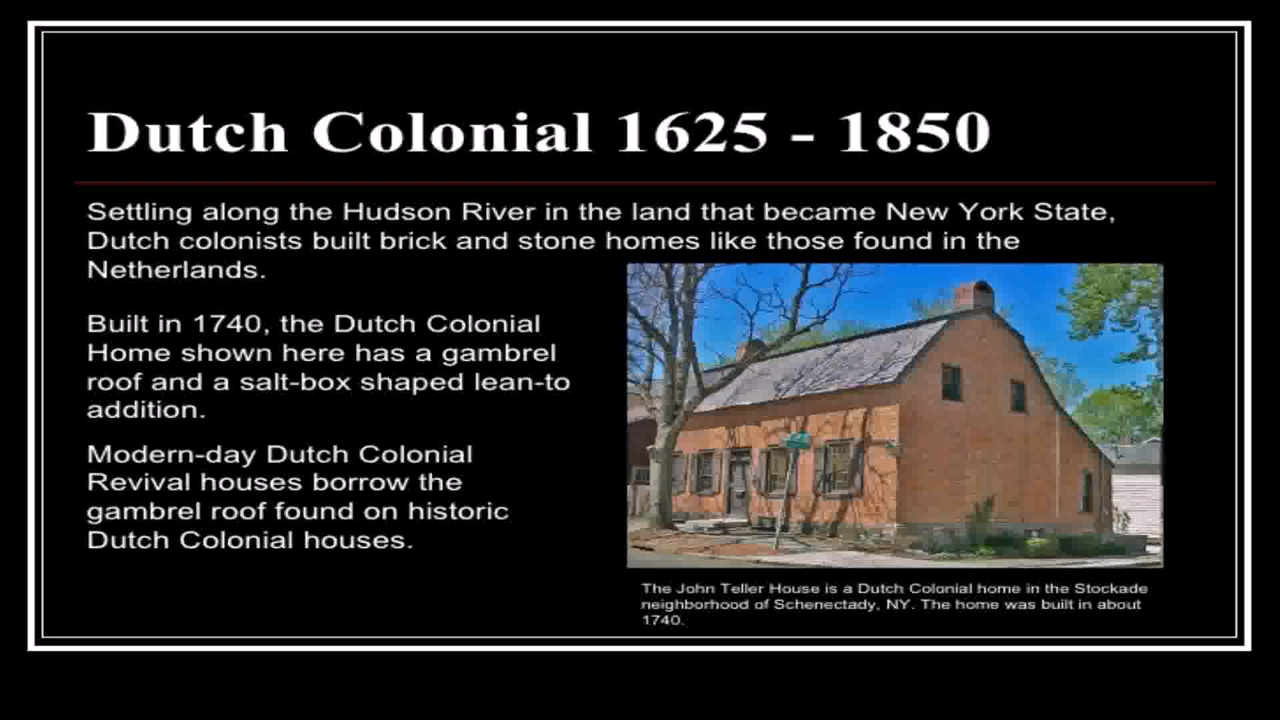 Dutch Colonial 1625 - 1850
Settling along the Hudson River in the land that became New York State,
Dutch colonists built brick and stone homes like those found in the
Netherlands.
Built in 1740, the Dutch Colonial
Home shown here has a gambrel
roof and a salt-box shaped lean-to
addition.
Modern-day Dutch Colonial
Revival houses borrow the
gambrel roof found on historic
Dutch Colonial houses.
The John Teller House is a Dutch Colonial home in the Stockade
neighborhood of Schenectady, NY. The home was built in about
1740.